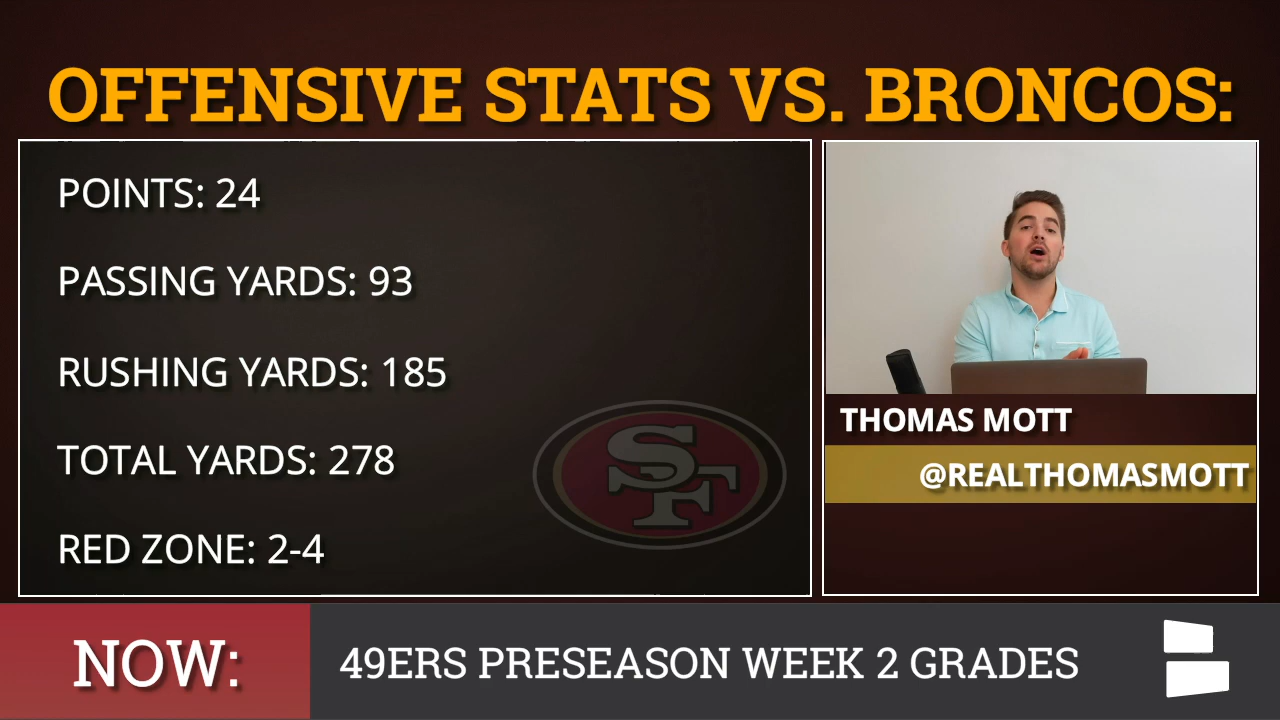 OFFENSIVE STATS VS. BRONCOS:
POINTS: 24
PASSING YARDS: 93
RUSHING YARDS: 185
TOTAL YARDS: 278
RED ZONE: 2-4
SF
THOMAS MOTT
@REALTHOMASMOTT
NOW:
49ERS PRESEASON WEEK 2 GRADES